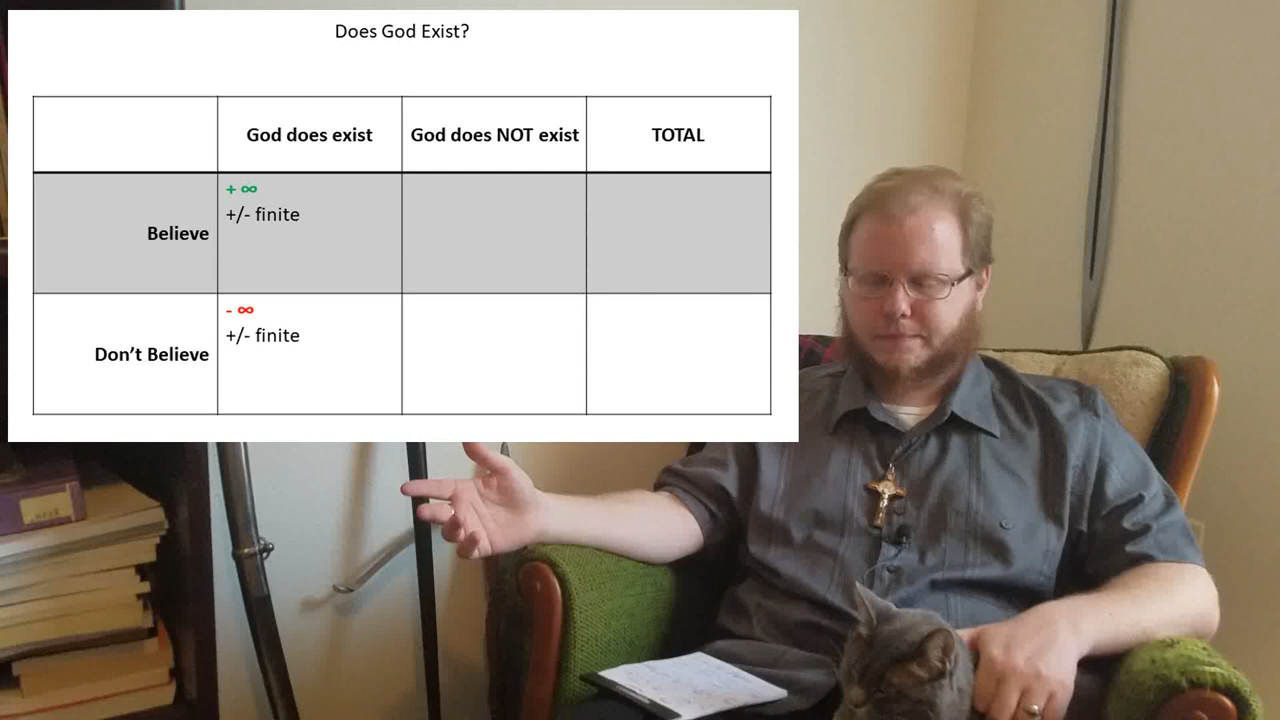 Does God Exist?
God does exist
God does NOT exist
TOTAL
Believe
+ ∞
+/- finite
Don’t Believe
- ∞
+/- finite